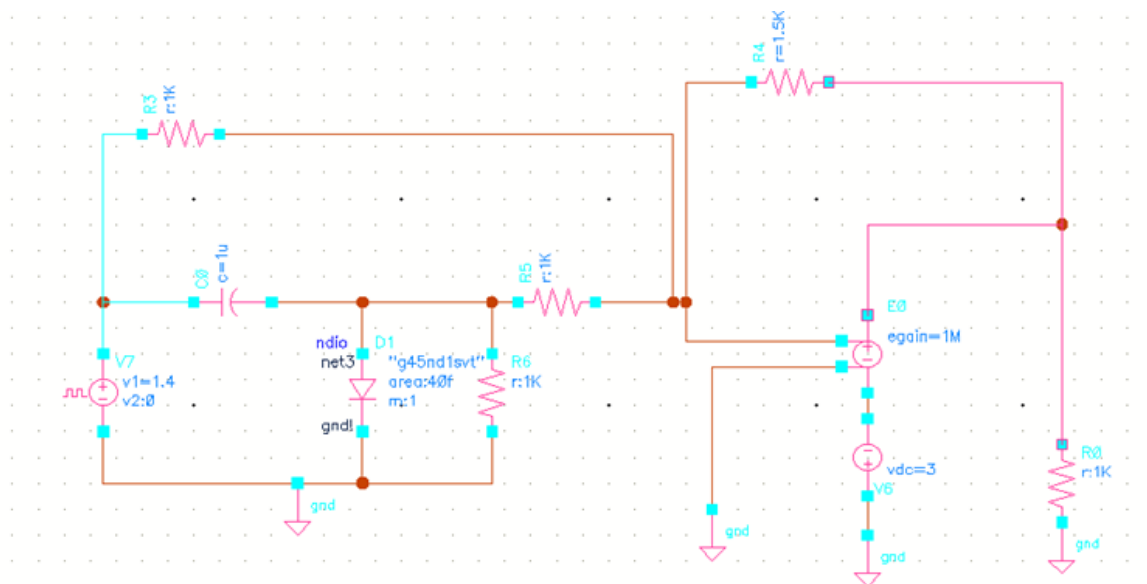 R4
r=1.5K
R3
r:1K
C0
c=1u
R5
r:1K
E0
egain=1M
V7
v1=1.4
v2:0
ndio
D1
net3
"g45nd1svt"
area:40f
m:1
gnd!
R6
r:1K
vdc=3
V6
R0
r:1K
gnd
gnd
gnd
gnd